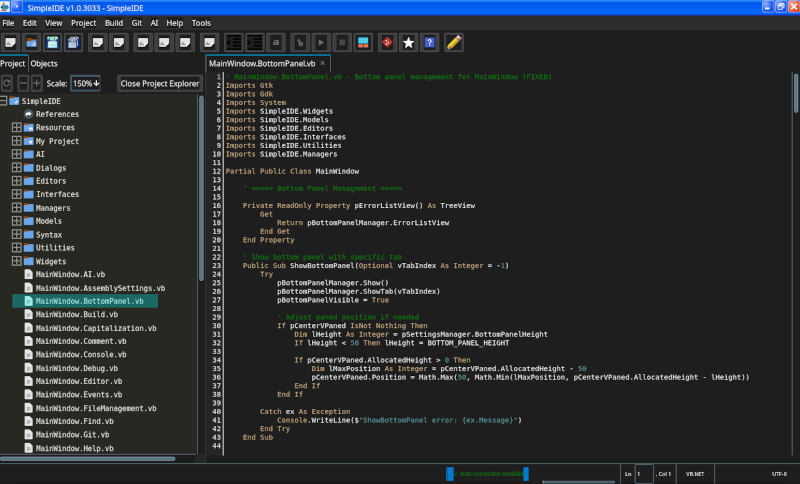 SimpleIDE v1.0.3033 - SimpleIDE
File Edit View Project Build Git AI Help Tools
Project Objects
Scale: 150% Close Project Explorer
SimpleIDE
References
Resources
My Project
AI
Dialogs
Editors
Interfaces
Managers
Models
Syntax
Utilities
Widgets
MainWindow.AI.vb
MainWindow.AssemblySettings.vb
MainWindow.BottomPanel.vb
MainWindow.Build.vb
MainWindow.Capitalization.vb
MainWindow.Comment.vb
MainWindow.Console.vb
MainWindow.Debug.vb
MainWindow.Editor.vb
MainWindow.Events.vb
MainWindow.FileManagement.vb
MainWindow.Find.vb
MainWindow.Git.vb
MainWindow.Help.vb
MainWindow.BottomPanel.vb ×
1 ' MainWindow.BottomPanel.vb - Bottom panel management for MainWindow (FIXED)
2 Imports Gtk
3 Imports Gdk
4 Imports System
5 Imports SimpleIDE.Widgets
6 Imports SimpleIDE.Models
7 Imports SimpleIDE.Editors
8 Imports SimpleIDE.Interfaces
9 Imports SimpleIDE.Utilities
10 Imports SimpleIDE.Managers
11
12 Partial Public Class MainWindow
13
14 ' ===== Bottom Panel Management =====
15
16 Private ReadOnly Property pErrorListView() As TreeView
17 Get
18 Return pBottomPanelManager.ErrorListView
19 End Get
20 End Property
21
22 ' Show bottom panel with specific tab
23 Public Sub ShowBottomPanel(Optional vTabIndex As Integer = -1)
24 Try
25 pBottomPanelManager.Show()
26 pBottomPanelManager.ShowTab(vTabIndex)
27 pBottomPanelVisible = True
28
29 ' Adjust paned position if needed
30 If pCenterVPaned IsNot Nothing Then
31 Dim lHeight As Integer = pSettingsManager.BottomPanelHeight
32 If lHeight < 50 Then lHeight = BOTTOM_PANEL_HEIGHT
33
34 If pCenterVPaned.AllocatedHeight > 0 Then
35 Dim lMaxPosition As Integer = pCenterVPaned.AllocatedHeight - 50
36 pCenterVPaned.Position = Math.Max(50, Math.Min(lMaxPosition, pCenterVPaned.AllocatedHeight - lHeight))
37 End If
38 End If
39
40 Catch ex As Exception
41 Console.WriteLine($"ShowBottomPanel error: {ex.Message}")
42 End Try
43 End Sub
44
✓ Auto-correction enabled Ln 1 , Col 1 VB.NET UTF-8